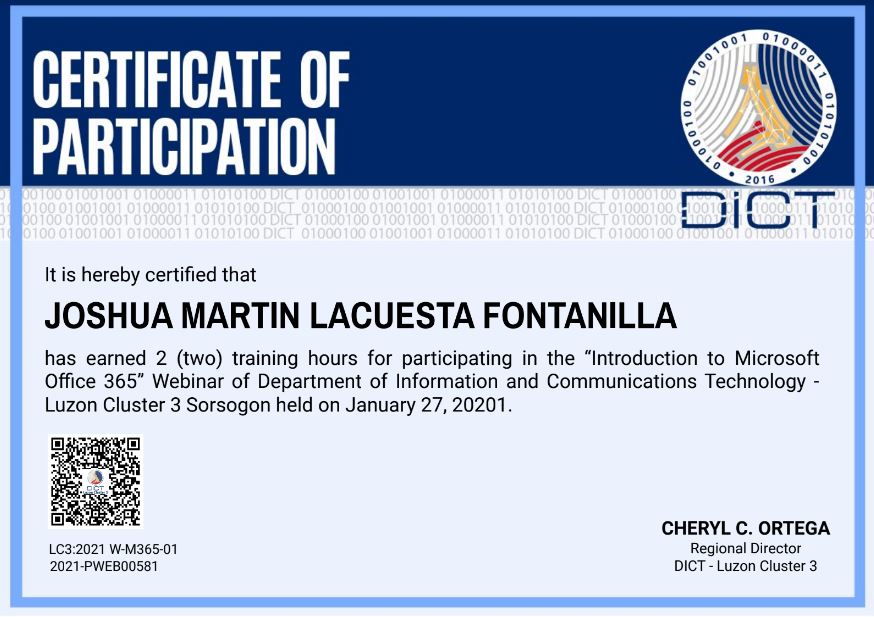 CERTIFICATE OF
PARTICIPATION
01001001 01000011 01010100 01000100
• 2016 •
DICT
0100100 01001001 01000011 01010100 DICT 01000100 01001001 01000011 01010100 DICT 01000100
It is hereby certified that
JOSHUA MARTIN LACUESTA FONTANILLA
has earned 2 (two) training hours for participating in the “Introduction to Microsoft
Office 365” Webinar of Department of Information and Communications Technology -
Luzon Cluster 3 Sorsogon held on January 27, 20201.
LC3:2021 W-M365-01
2021-PWEB00581
CHERYL C. ORTEGA
Regional Director
DICT - Luzon Cluster 3